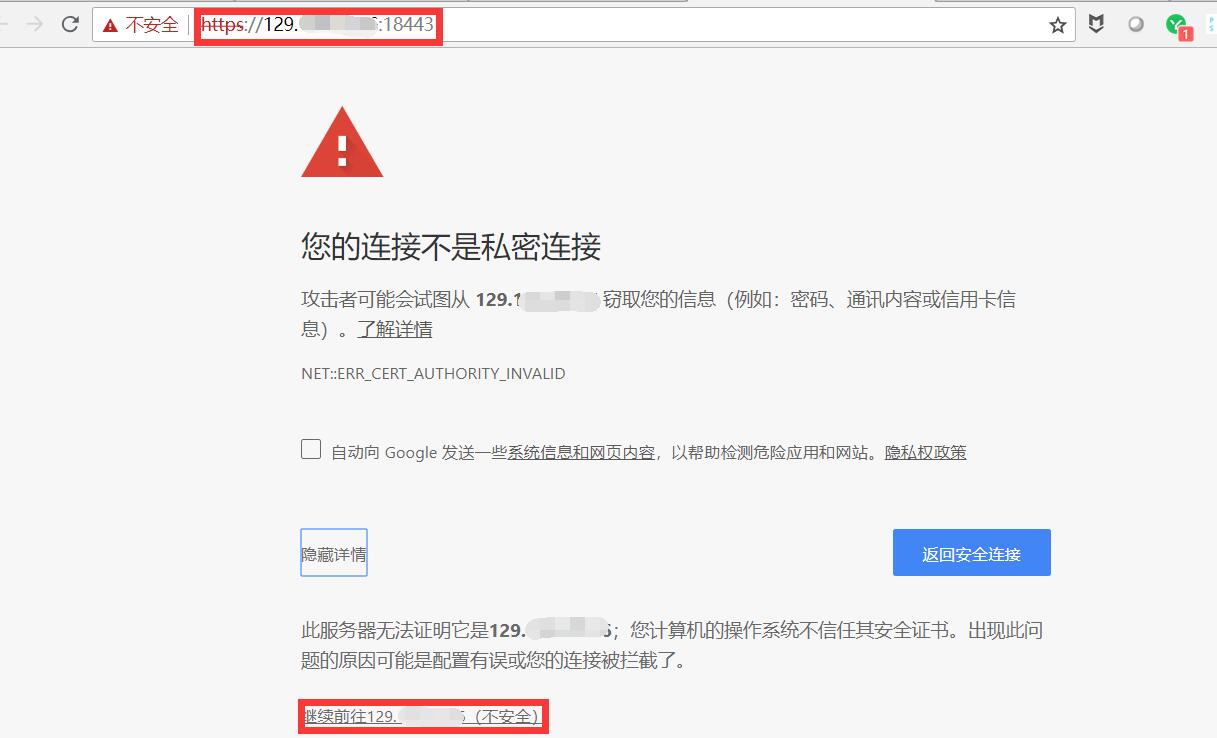 不安全 https://129. :18443
1
您的连接不是私密连接
攻击者可能会试图从 129.1 窃取您的信息（例如：密码、通讯内容或信用卡信
息）。了解详情
NET::ERR_CERT_AUTHORITY_INVALID
自动向 Google 发送一些系统信息和网页内容，以帮助检测危险应用和网站。隐私权政策
隐藏详情
返回安全连接
此服务器无法证明它是129. ；您计算机的操作系统不信任其安全证书。出现此问
题的原因可能是配置有误或您的连接被拦截了。
继续前往129. （不安全）